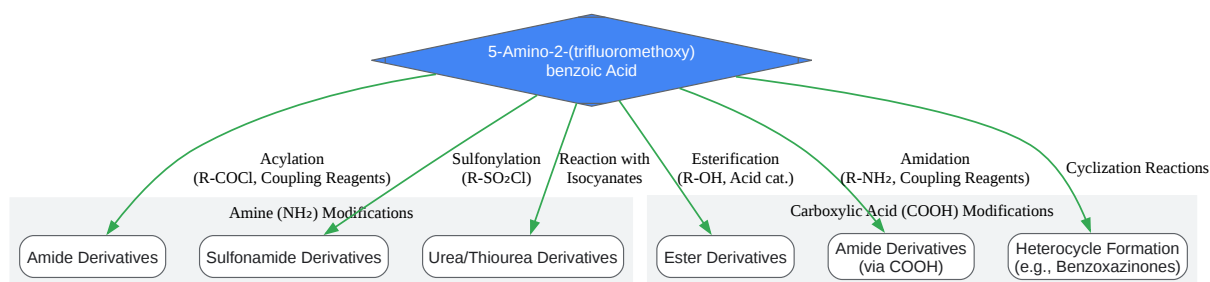 5-Amino-2-(trifluoromethoxy)
benzoic Acid
Acylation
(R-COCl, Coupling Reagents)
Sulfonylation
(R-SO₂Cl)
Reaction with
Isocyanates
Esterification
(R-OH, Acid cat.)
Amidation
(R-NH₂, Coupling Reagents)
Cyclization Reactions
Amine (NH₂) Modifications
Carboxylic Acid (COOH) Modifications
Amide Derivatives
Sulfonamide Derivatives
Urea/Thiourea Derivatives
Ester Derivatives
Amide Derivatives
(via COOH)
Heterocycle Formation
(e.g., Benzoxazinones)